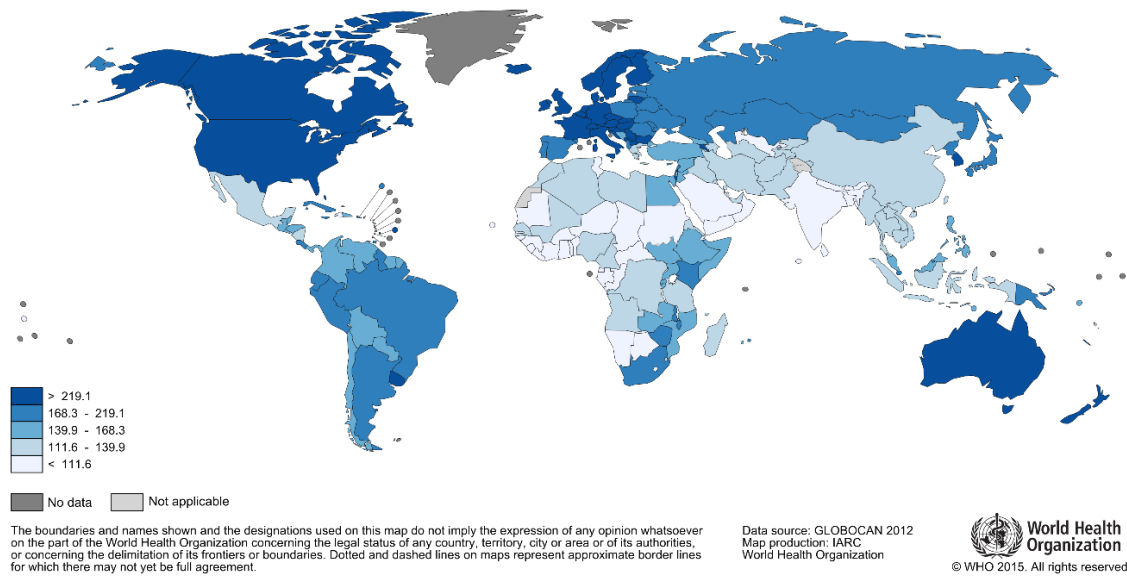 > 219.1
168.3 - 219.1
139.9 - 168.3
111.6 - 139.9
< 111.6
No data
Not applicable
The boundaries and names shown and the designations used on this map do not imply the expression of any opinion whatsoever
on the part of the World Health Organization concerning the legal status of any country, territory, city or area or of its authorities,
or concerning the delimitation of its frontiers or boundaries. Dotted and dashed lines on maps represent approximate border lines
for which there may not yet be full agreement.
Data source: GLOBOCAN 2012
Map production: IARC
World Health Organization
World Health
Organization
© WHO 2015. All rights reserved